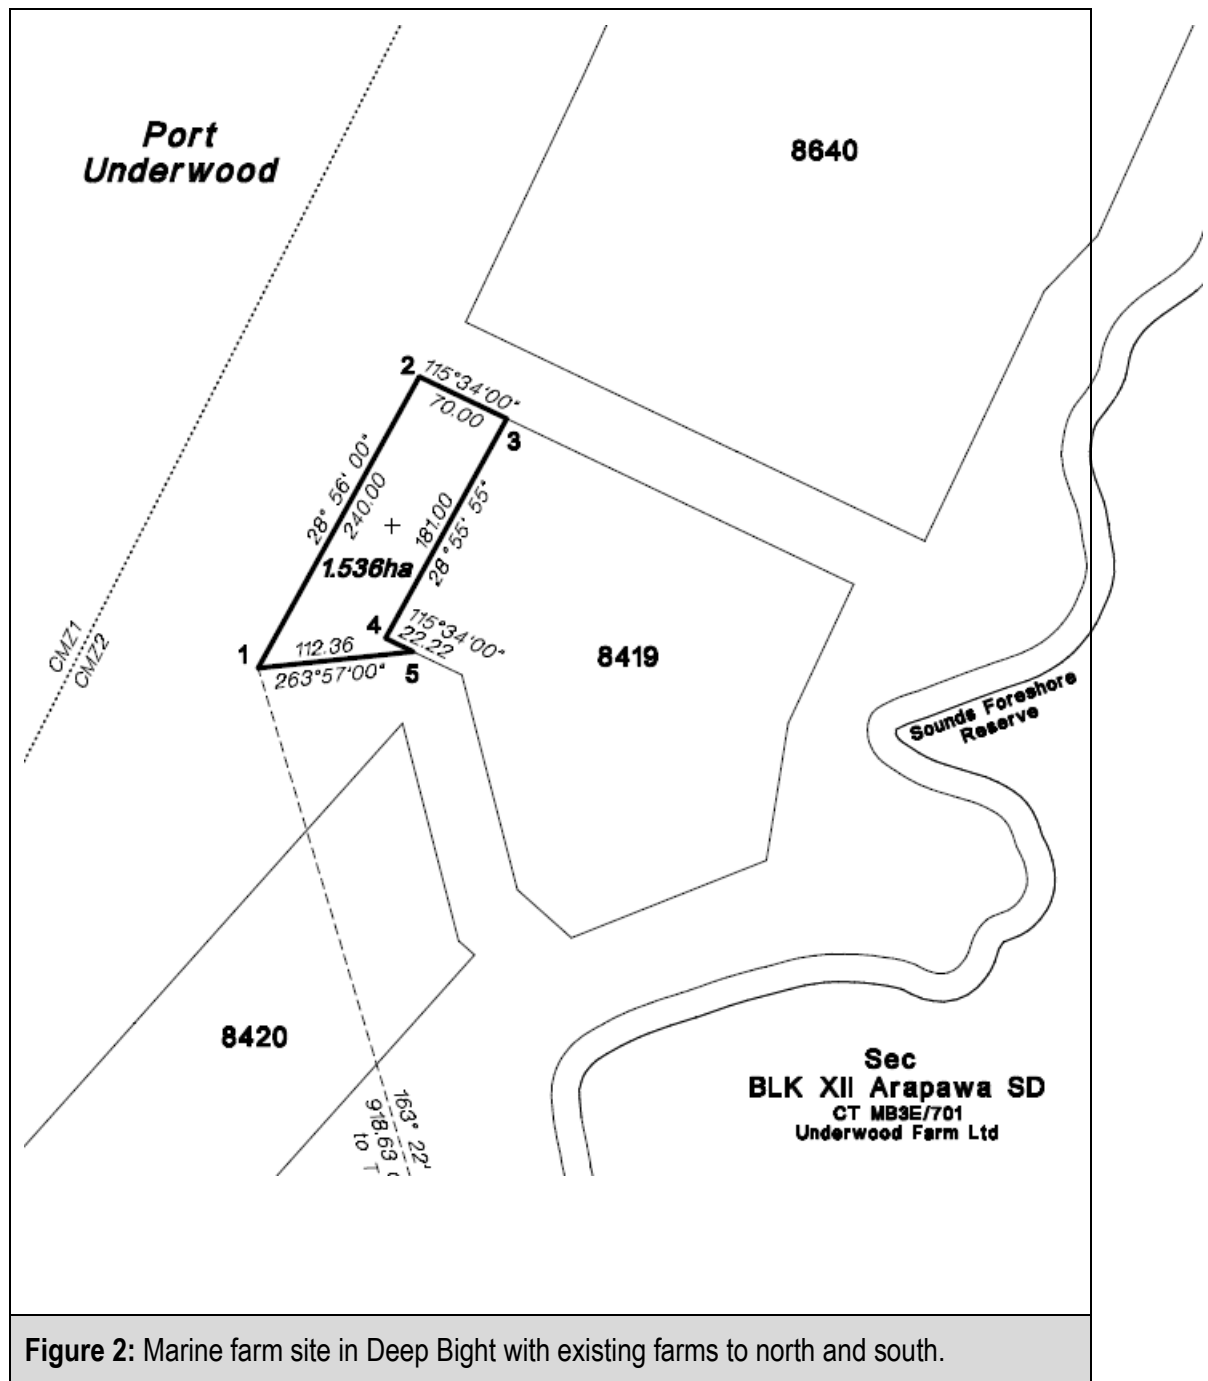 Port
Underwood
8640
2
115°34'00"
70.00
3
28° 56' 00"
240.00
181.00
28°55'55"
1.536ha
CMZ1
CMZ2
4
115°34'00"
22.22
1
112.36
263°57'00"
5
8419
Sounds Foreshore
Reserve
8420
163° 22'
918.63
to T
Sec
BLK XII Arapawa SD
CT MB3E/701
Underwood Farm Ltd
Figure 2: Marine farm site in Deep Bight with existing farms to north and south.